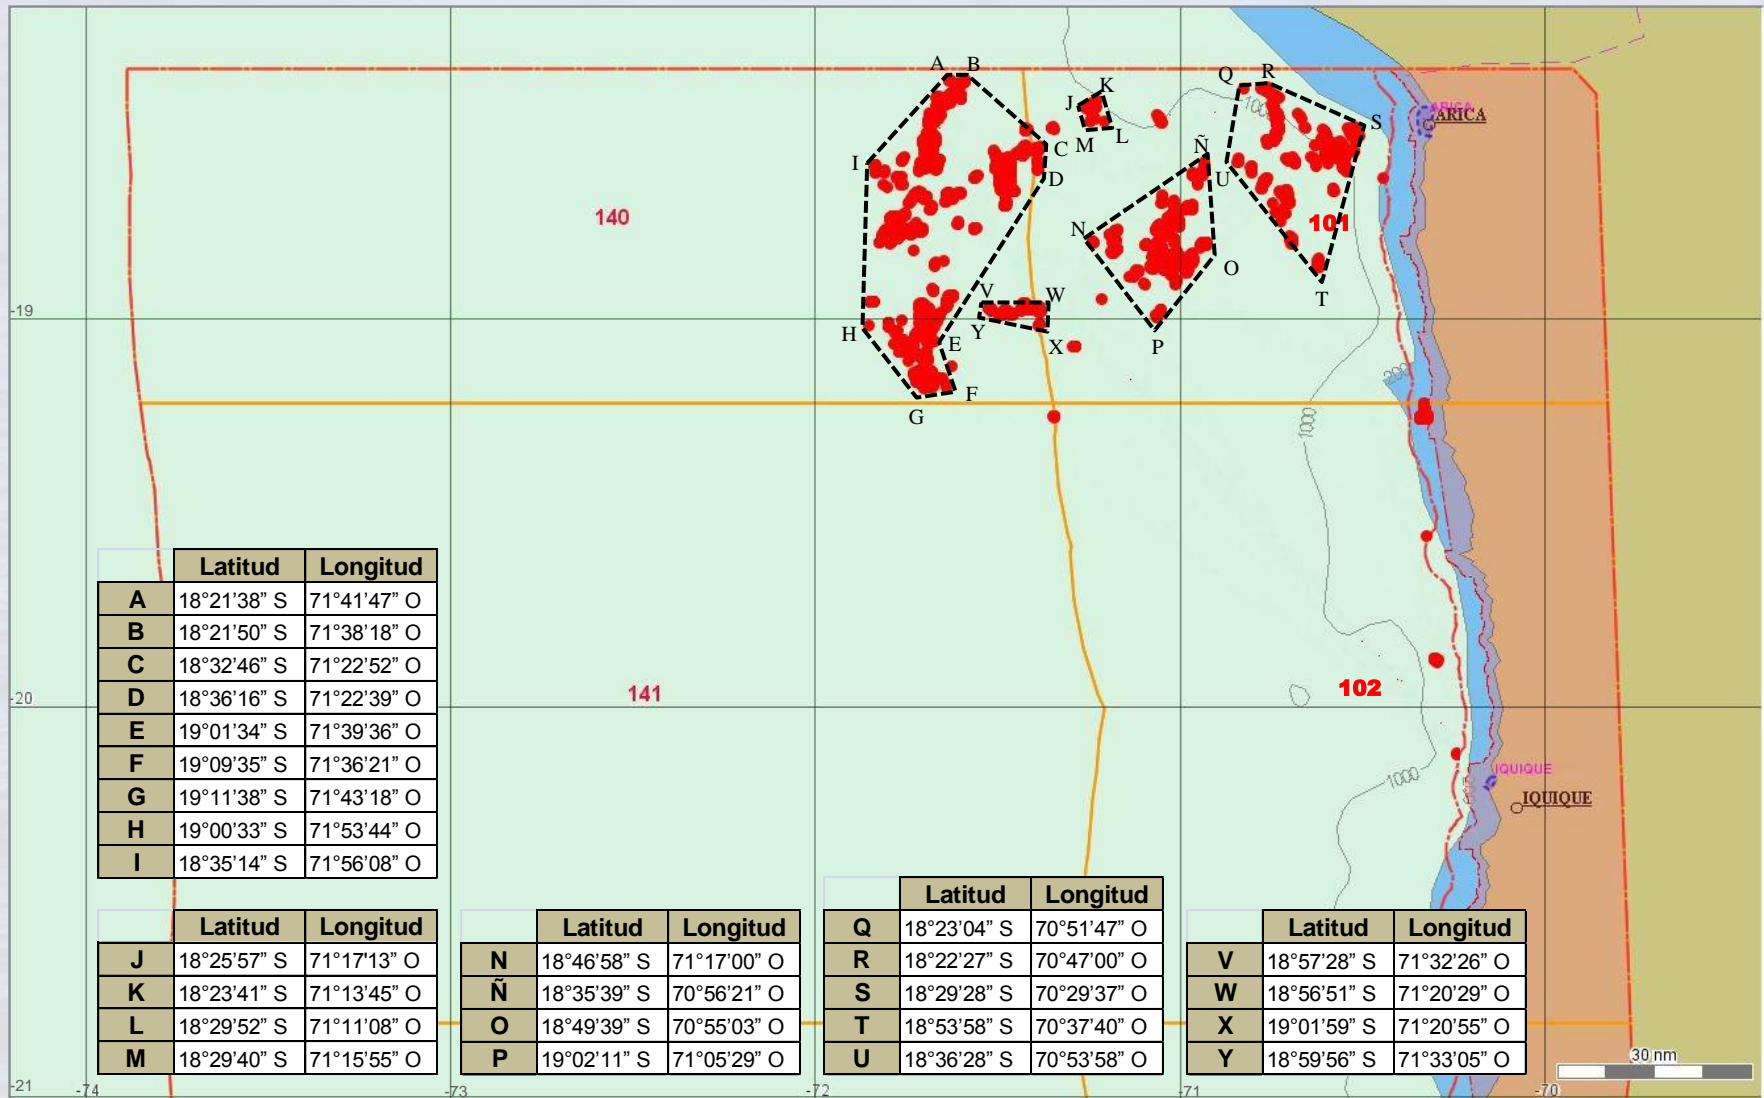 A B
Q R
K
J
1000
ARICA
ARICA
S
M L
C
Ñ
I
D
U
140
101
N
O
T
V W
-19
H
Y
E
X
P
200
F
G
1000
Latitud Longitud
A 18°21'38” S 71°41'47” O
B 18°21'50” S 71°38'18” O
C 18°32'46” S 71°22'52” O
D 18°36'16” S 71°22'39” O
E 19°01'34” S 71°39'36” O
F 19°09'35” S 71°36'21” O
G 19°11'38” S 71°43'18” O
H 19°00'33” S 71°53'44” O
I 18°35'14” S 71°56'08” O
141
102
-20
1000
IQUIQUE
IQUIQUE
Latitud Longitud
J 18°25'57” S 71°17'13” O
K 18°23'41” S 71°13'45” O
L 18°29'52” S 71°11'08” O
M 18°29'40” S 71°15'55” O
Latitud Longitud
N 18°46'58” S 71°17'00” O
Ñ 18°35'39” S 70°56'21” O
O 18°49'39” S 70°55'03” O
P 19°02'11” S 71°05'29” O
Latitud Longitud
Q 18°23'04” S 70°51'47” O
R 18°22'27” S 70°47'00” O
S 18°29'28” S 70°29'37” O
T 18°53'58” S 70°37'40” O
U 18°36'28” S 70°53'58” O
Latitud Longitud
V 18°57'28” S 71°32'26” O
W 18°56'51” S 71°20'29” O
X 19°01'59” S 71°20'55” O
Y 18°59'56” S 71°33'05” O
30 nm
-21 -74 -73 -72 -71 -70